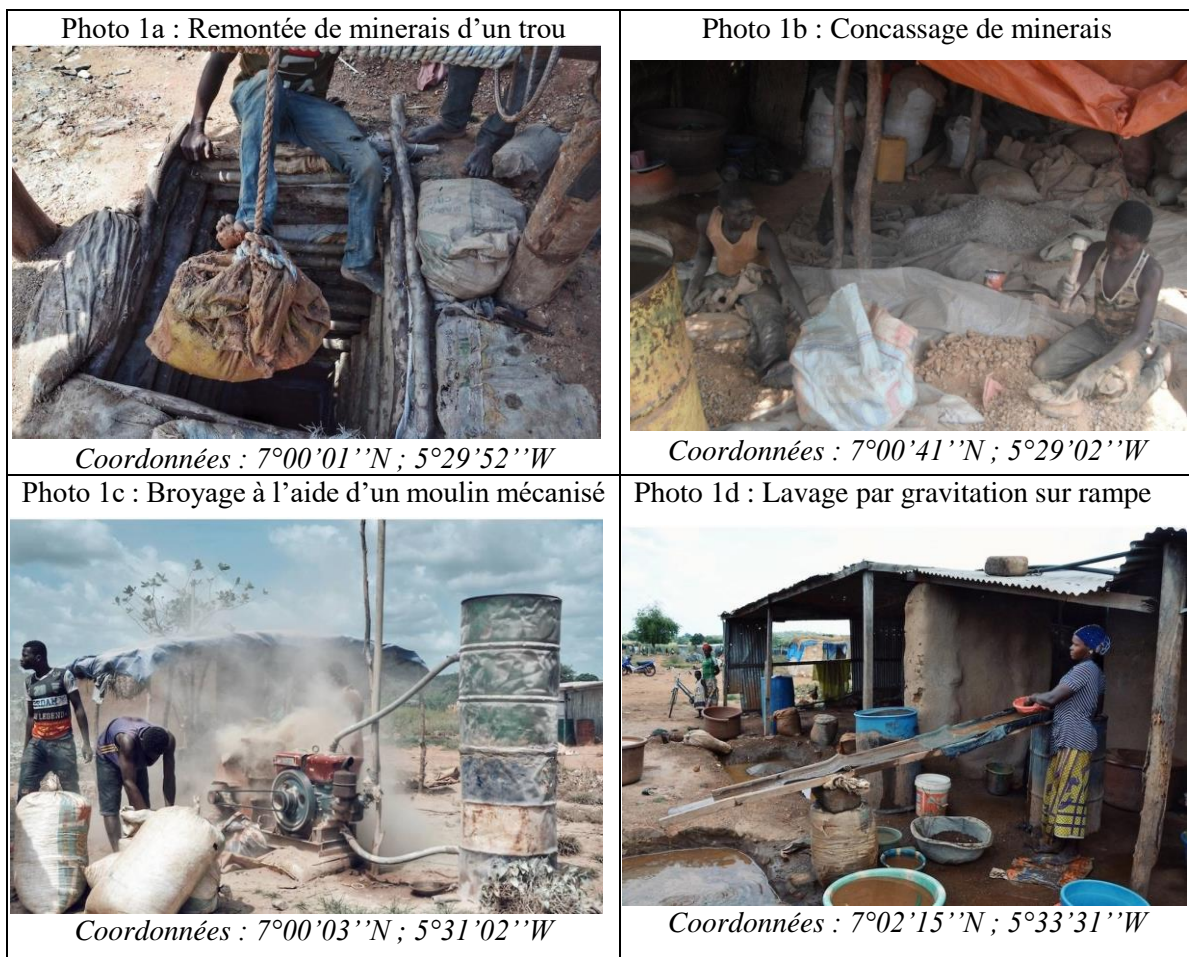 Photo 1a : Remontée de minerais d’un trou
Coordonnées : 7°00’01’’N ; 5°29’52’’W
Photo 1b : Concassage de minerais
Coordonnées : 7°00’41’’N ; 5°29’02’’W
Photo 1c : Broyage à l’aide d’un moulin mécanisé
LEGEND
Coordonnées : 7°00’03’’N ; 5°31’02’’W
Photo 1d : Lavage par gravitation sur rampe
Coordonnées : 7°02’15’’N ; 5°33’31’’W